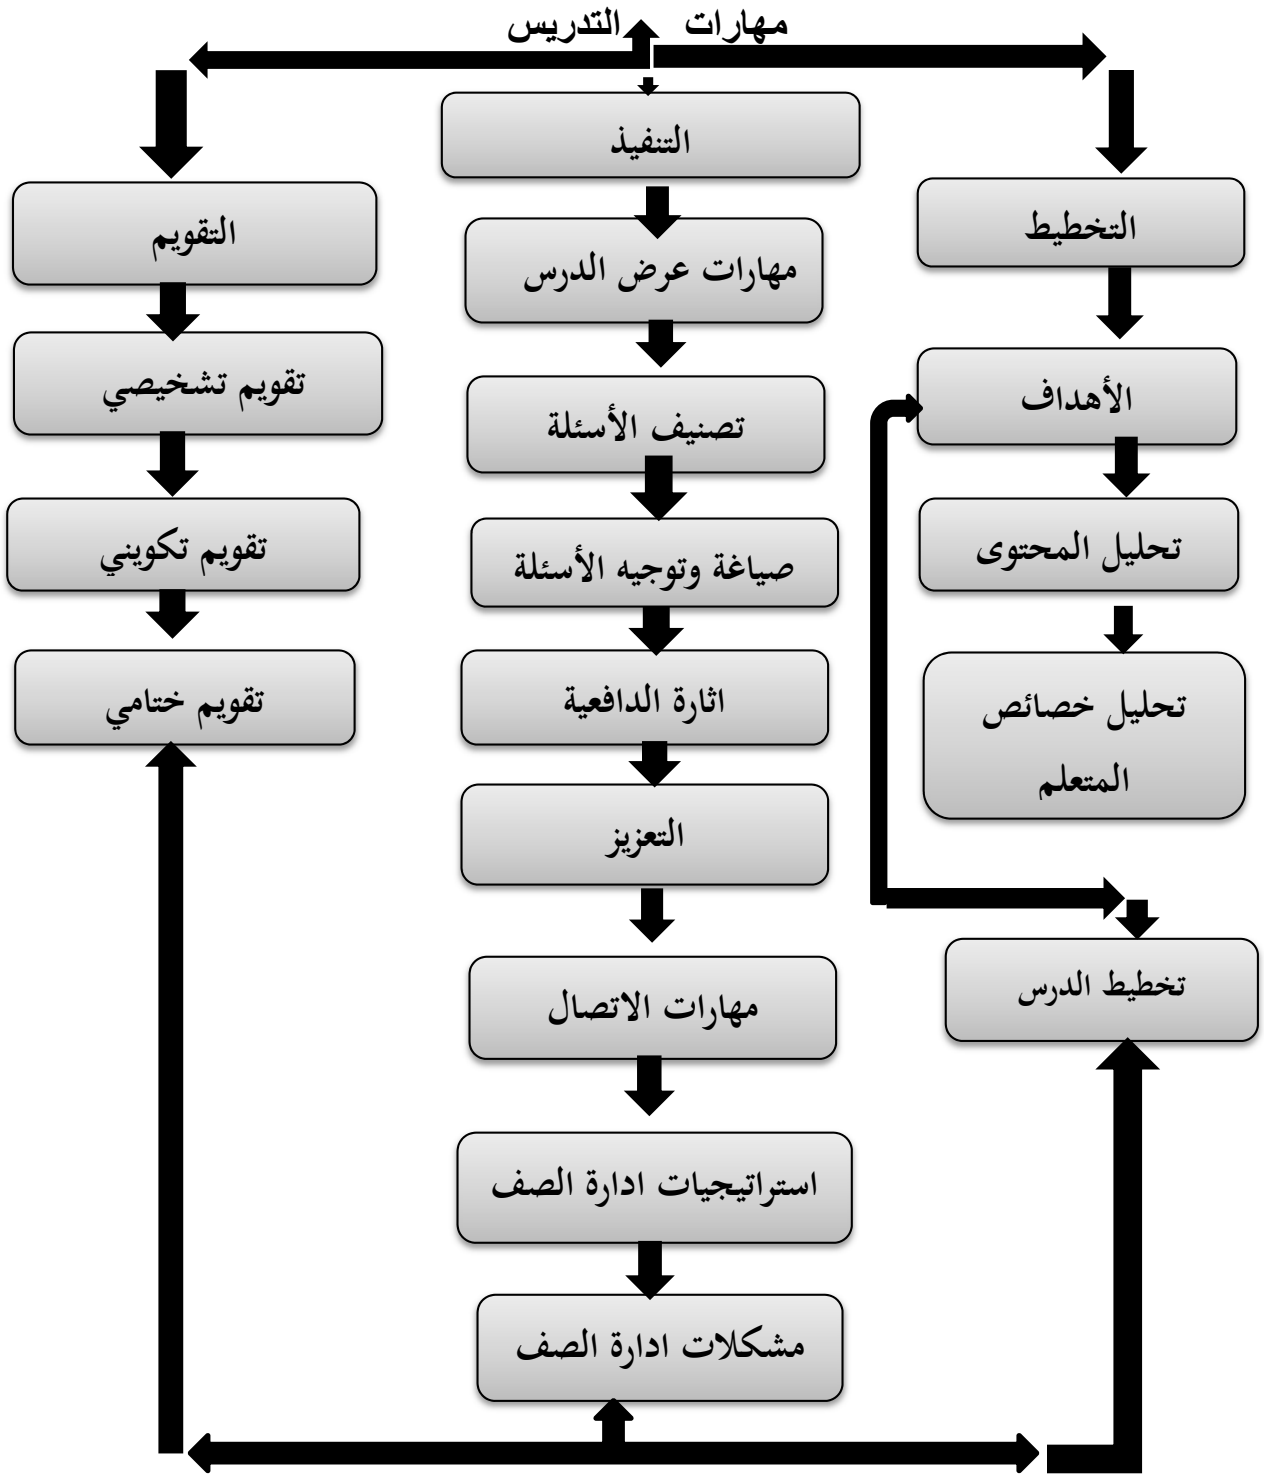 مهارات التدريس
التنفيذ
التخطيط
التقويم
مهارات عرض الدرس
الأهداف
تقويم تشخيصي
تصنيف الأسئلة
تحليل المحتوى
تقويم تكويني
صياغة وتوجيه الأسئلة
تحليل خصائص
المتعلم
تقويم ختامي
اثارة الدافعية
التعزيز
تخطيط الدرس
مهارات الاتصال
استراتيجيات ادارة الصف
مشكلات ادارة الصف